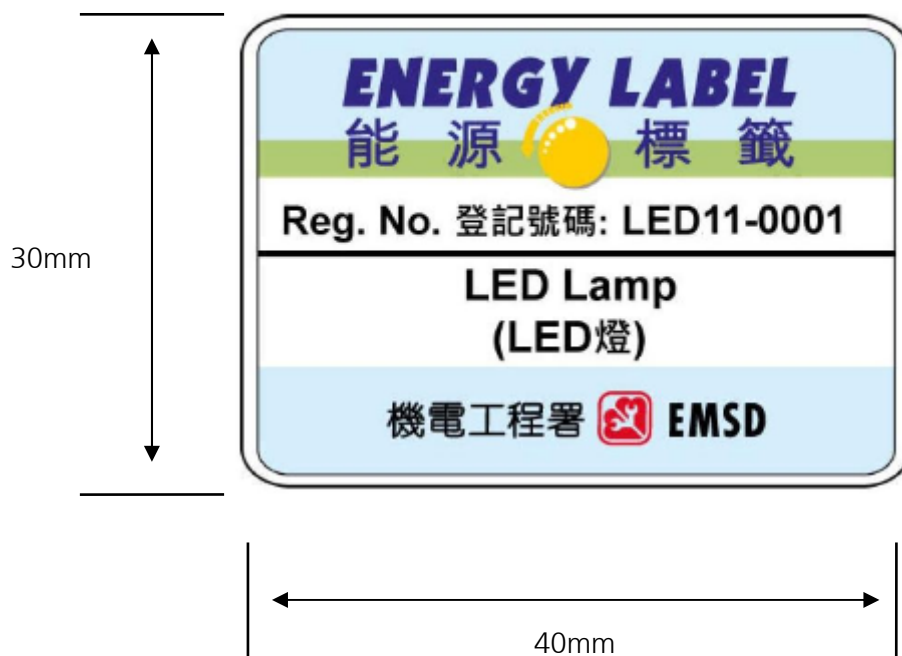 ENERGY LABEL
能源標籤
Reg. No. 登記號碼: LED11-0001
LED Lamp
(LED燈)
機電工程署 EMSD
30mm
40mm